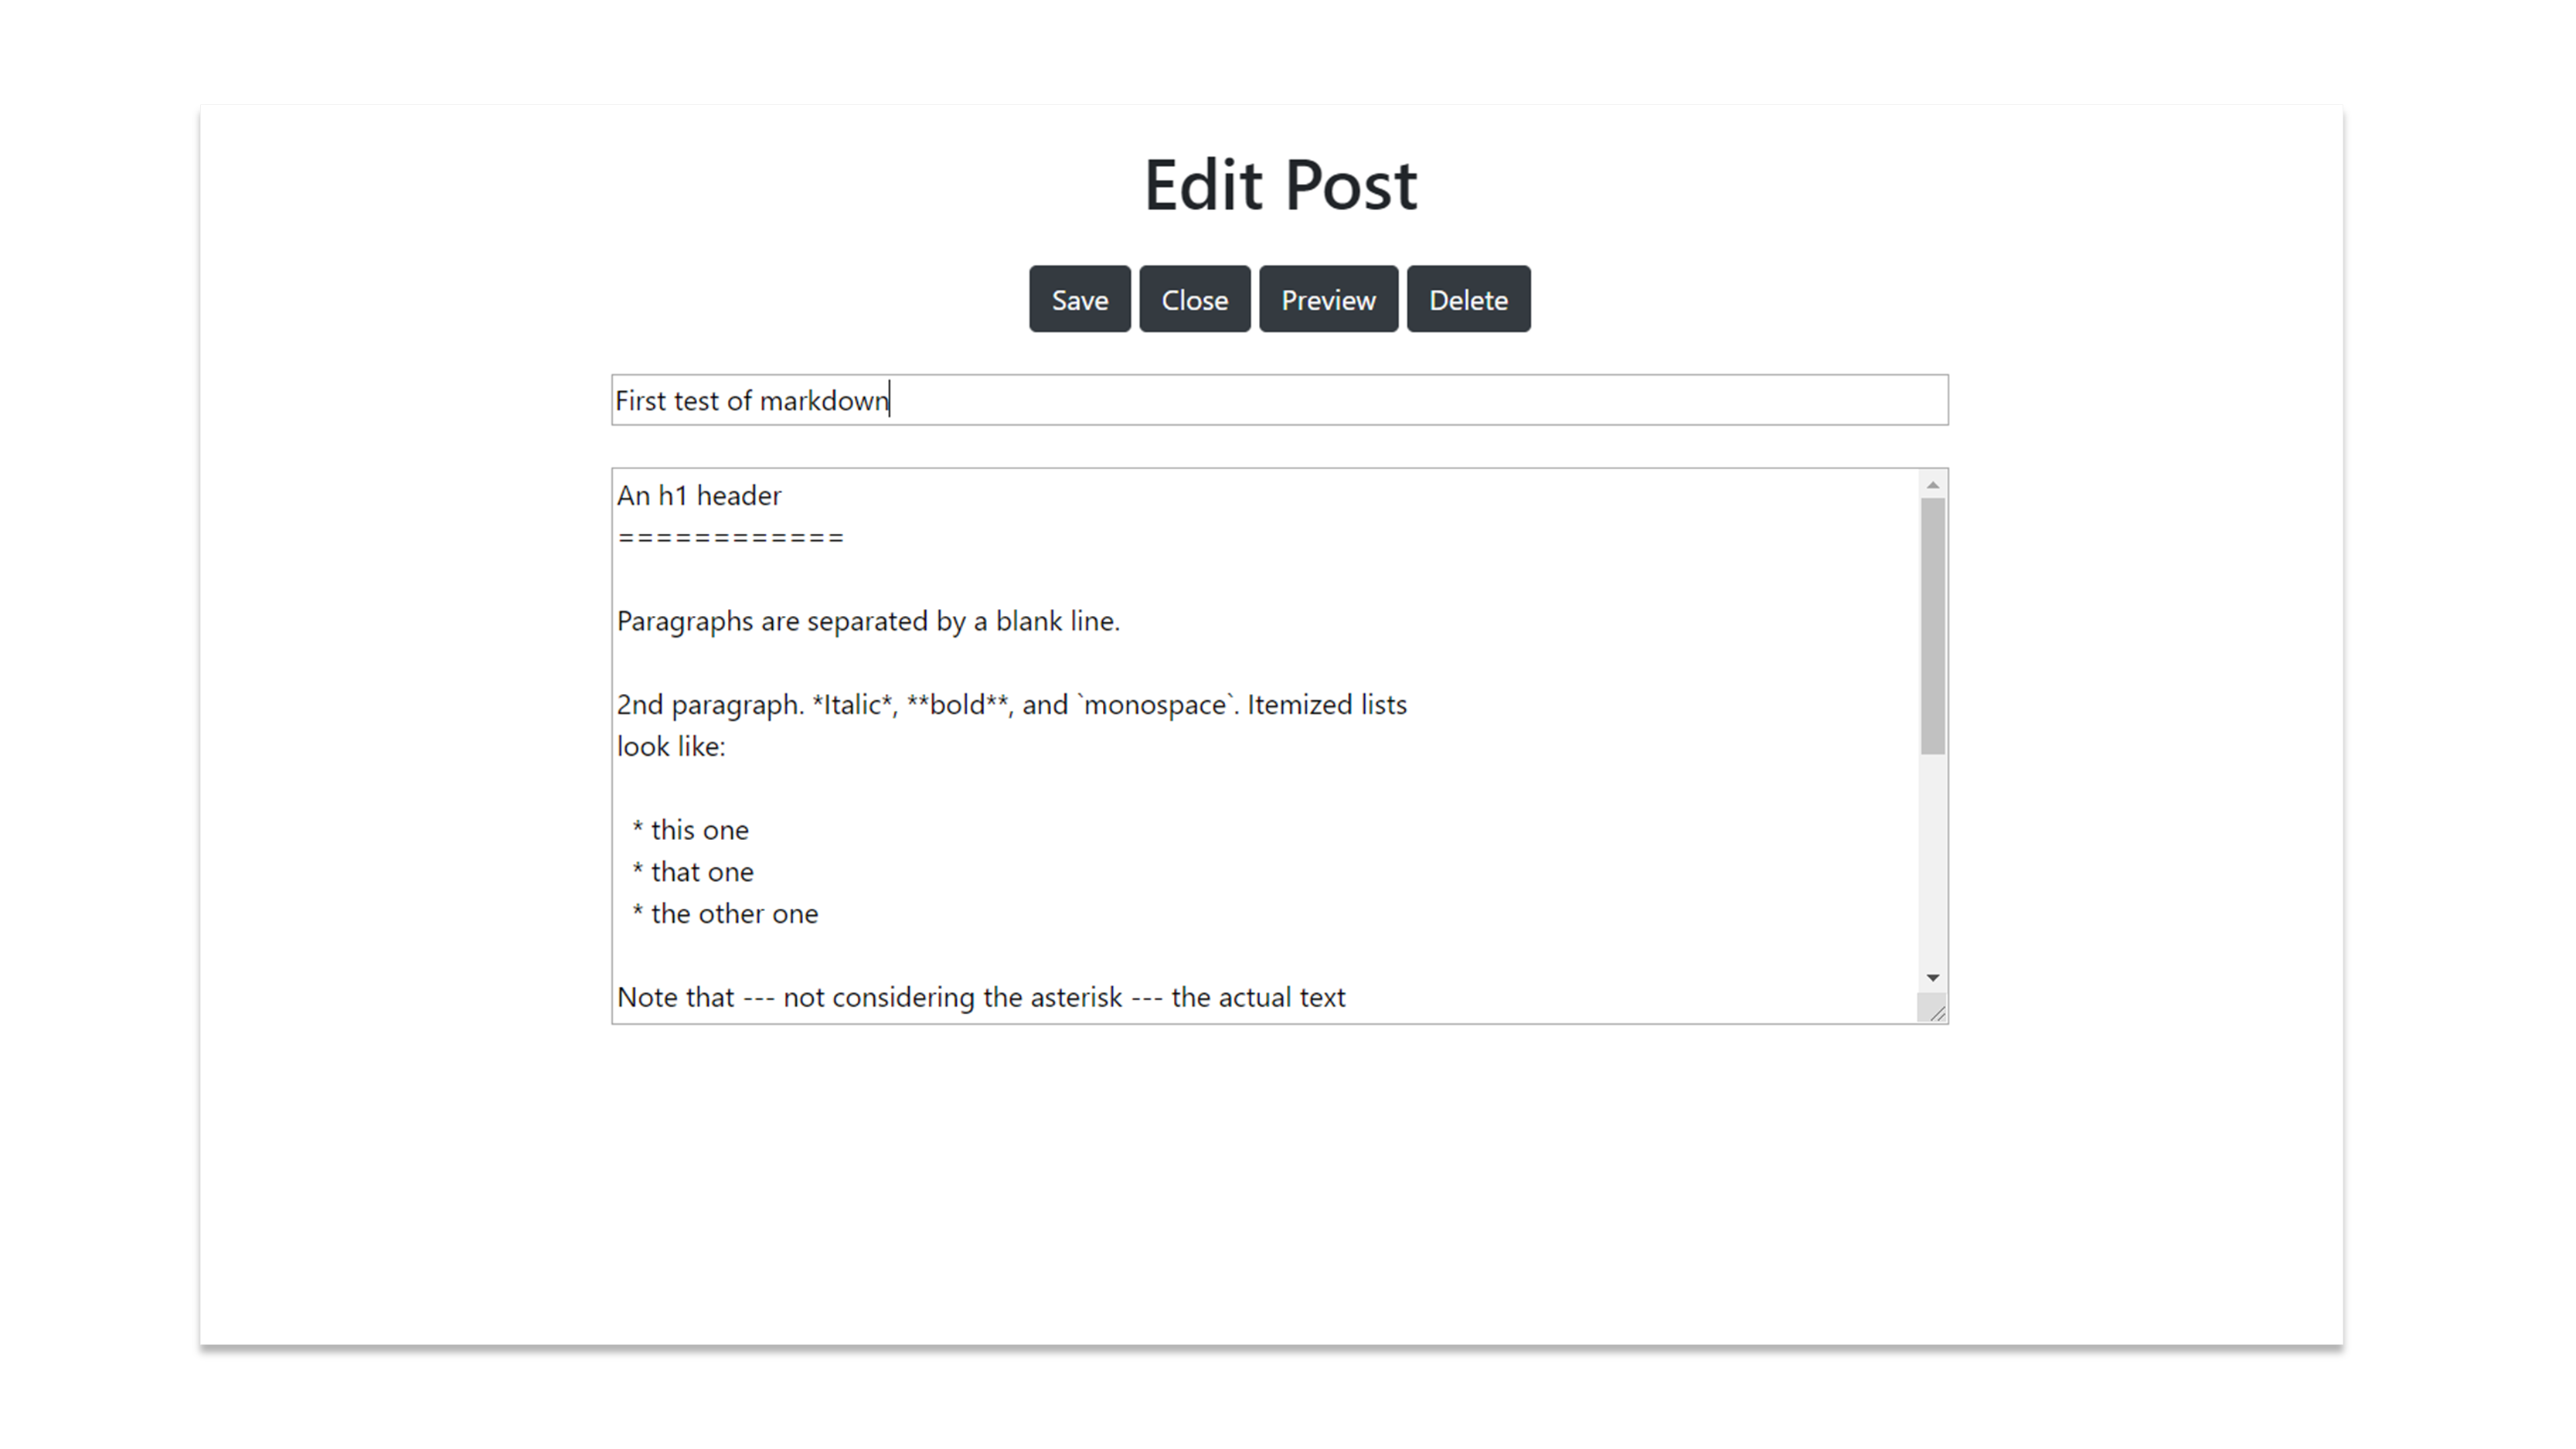 Edit Post
Save Close Preview Delete
First test of markdown
An h1 header
============
Paragraphs are separated by a blank line.
2nd paragraph. *Italic*, **bold**, and `monospace`. Itemized lists
look like:
* this one
* that one
* the other one
Note that --- not considering the asterisk --- the actual text